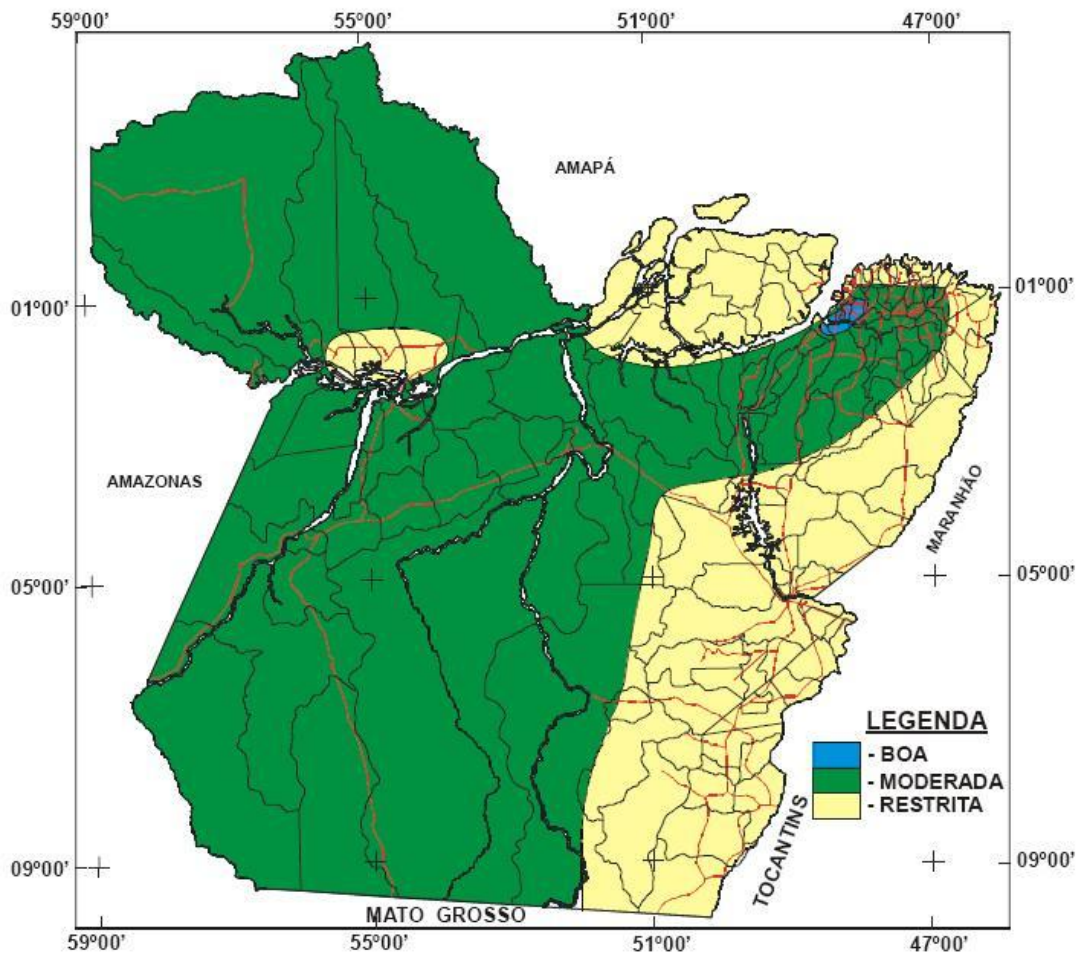 59°00’ 55°00’ 51°00’ 47°00’
AMAPÁ
01°00’ 01°00’
AMAZONAS
MARANHÃO
05°00’ 05°00’
LEGENDA
- BOA
- MODERADA
- RESTRITA
TOCANTINS
09°00’ 09°00’
MATO GROSSO
59°00’ 55°00’ 51°00’ 47°00’